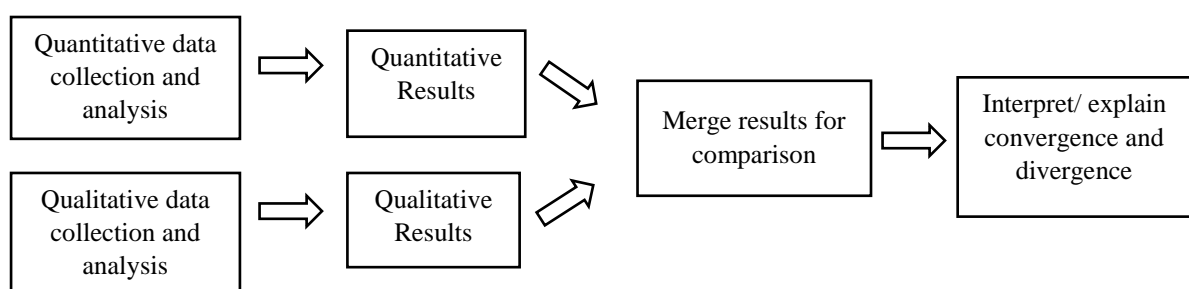 Quantitative data
collection and
analysis
Quantitative
Results
Qualitative data
collection and
analysis
Qualitative
Results
Merge results for
comparison
Interpret/ explain
convergence and
divergence